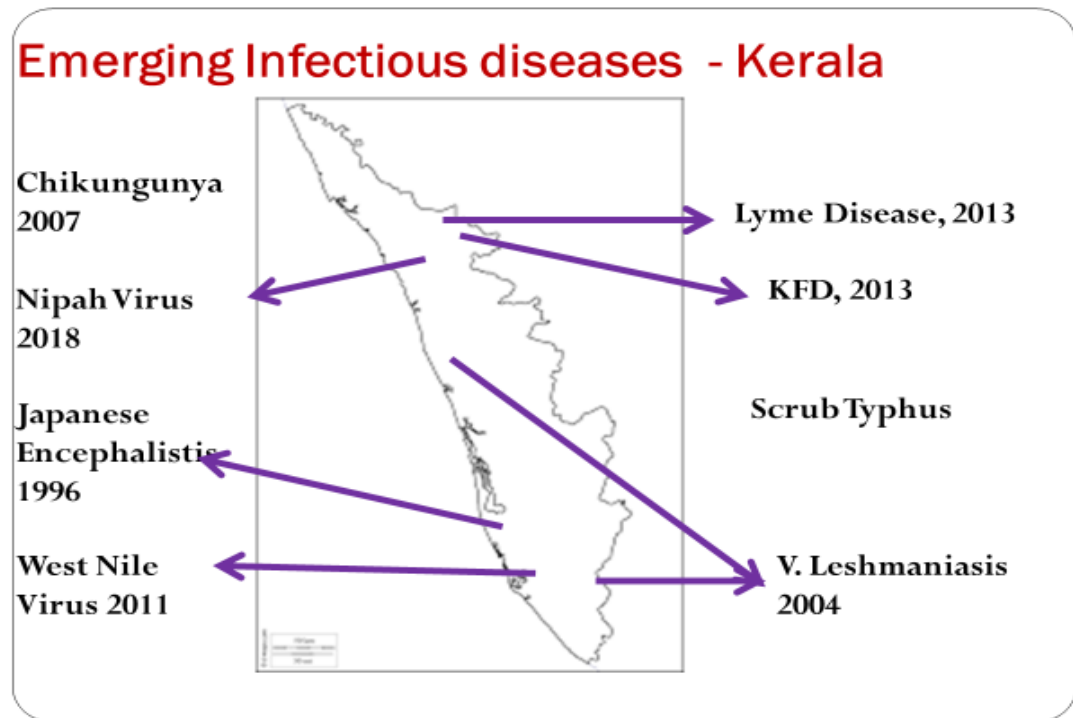 Emerging Infectious diseases - Kerala
Chikungunya
2007
Nipah Virus
2018
Japanese
Encephalistis
1996
West Nile
Virus 2011
Lyme Disease, 2013
KFD, 2013
Scrub Typhus
V. Leshmaniasis
2004